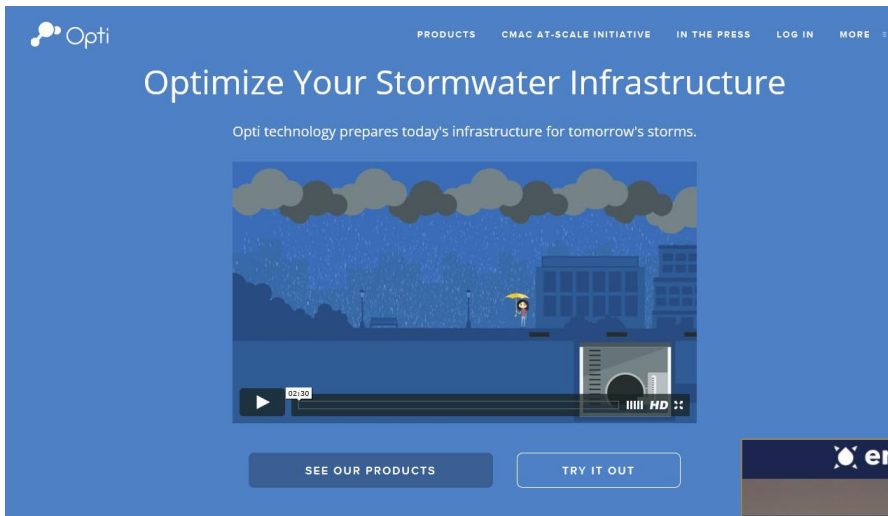 Opti
PRODUCTS CMAC AT-SCALE INITIATIVE IN THE PRESS LOG IN MORE
Optimize Your Stormwater Infrastructure
Opti technology prepares today's infrastructure for tomorrow's storms.
02:30
HD
SEE OUR PRODUCTS TRY IT OUT